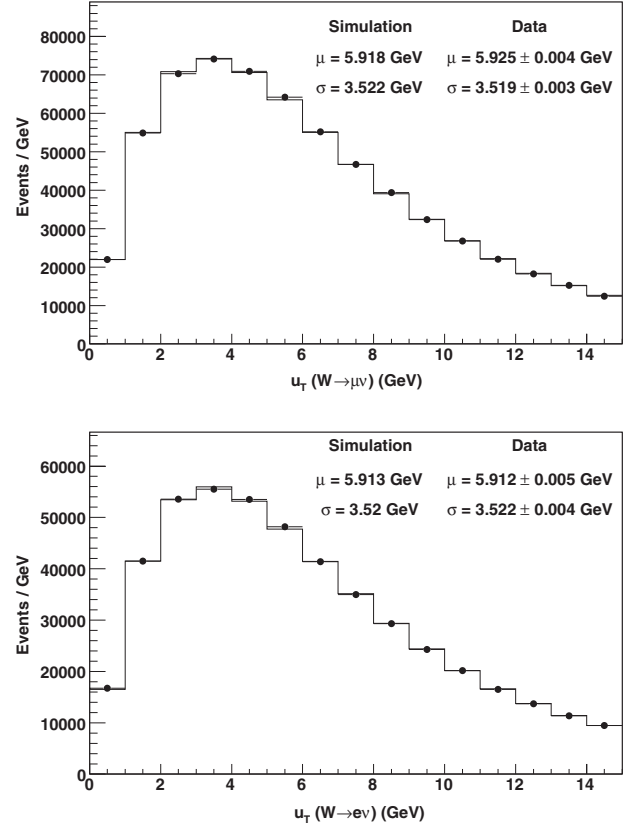 Simulation Data
μ = 5.918 GeV μ = 5.925 ± 0.004 GeV
σ = 3.522 GeV σ = 3.519 ± 0.003 GeV
Events / GeV
80000
70000
60000
50000
40000
30000
20000
10000
0
0 2 4 6 8 10 12 14
u_T (W→μν) (GeV)
Simulation Data
μ = 5.913 GeV μ = 5.912 ± 0.005 GeV
σ = 3.52 GeV σ = 3.522 ± 0.004 GeV
Events / GeV
60000
50000
40000
30000
20000
10000
0
0 2 4 6 8 10 12 14
u_T (W→eν) (GeV)